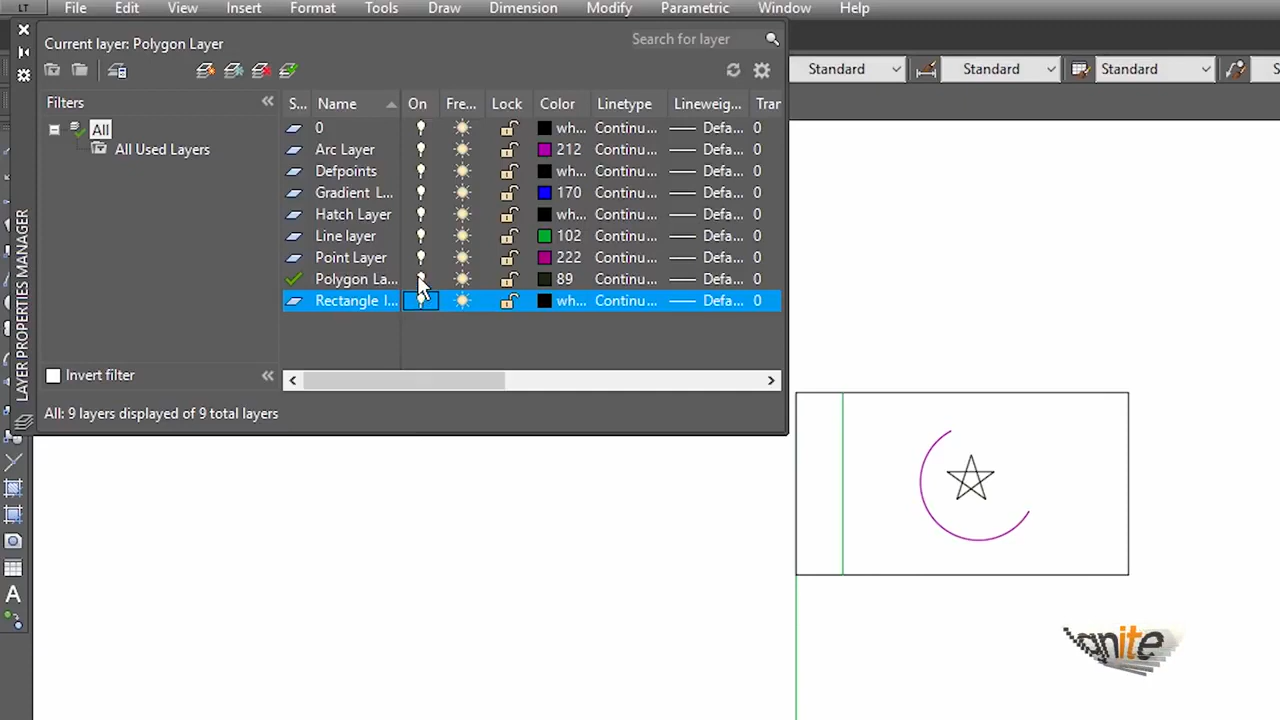 LT File Edit View Insert Format Tools Draw Dimension Modify Parametric Window Help
Current layer: Polygon Layer
Search for layer
Standard Standard Standard S
Filters
S... Name On Fre... Lock Color Linetype Lineweig... Tran
All
All Used Layers
0 wh... Continu... Defa... 0
Arc Layer 212 Continu... Defa... 0
Defpoints wh... Continu... Defa... 0
Gradient L... 170 Continu... Defa... 0
Hatch Layer wh... Continu... Defa... 0
Line layer 102 Continu... Defa... 0
Point Layer 222 Continu... Defa... 0
Polygon La... 89 Continu... Defa... 0
Rectangle l... wh... Continu... Defa... 0
LAYER PROPERTIES MANAGER
Invert filter
All: 9 layers displayed of 9 total layers
A